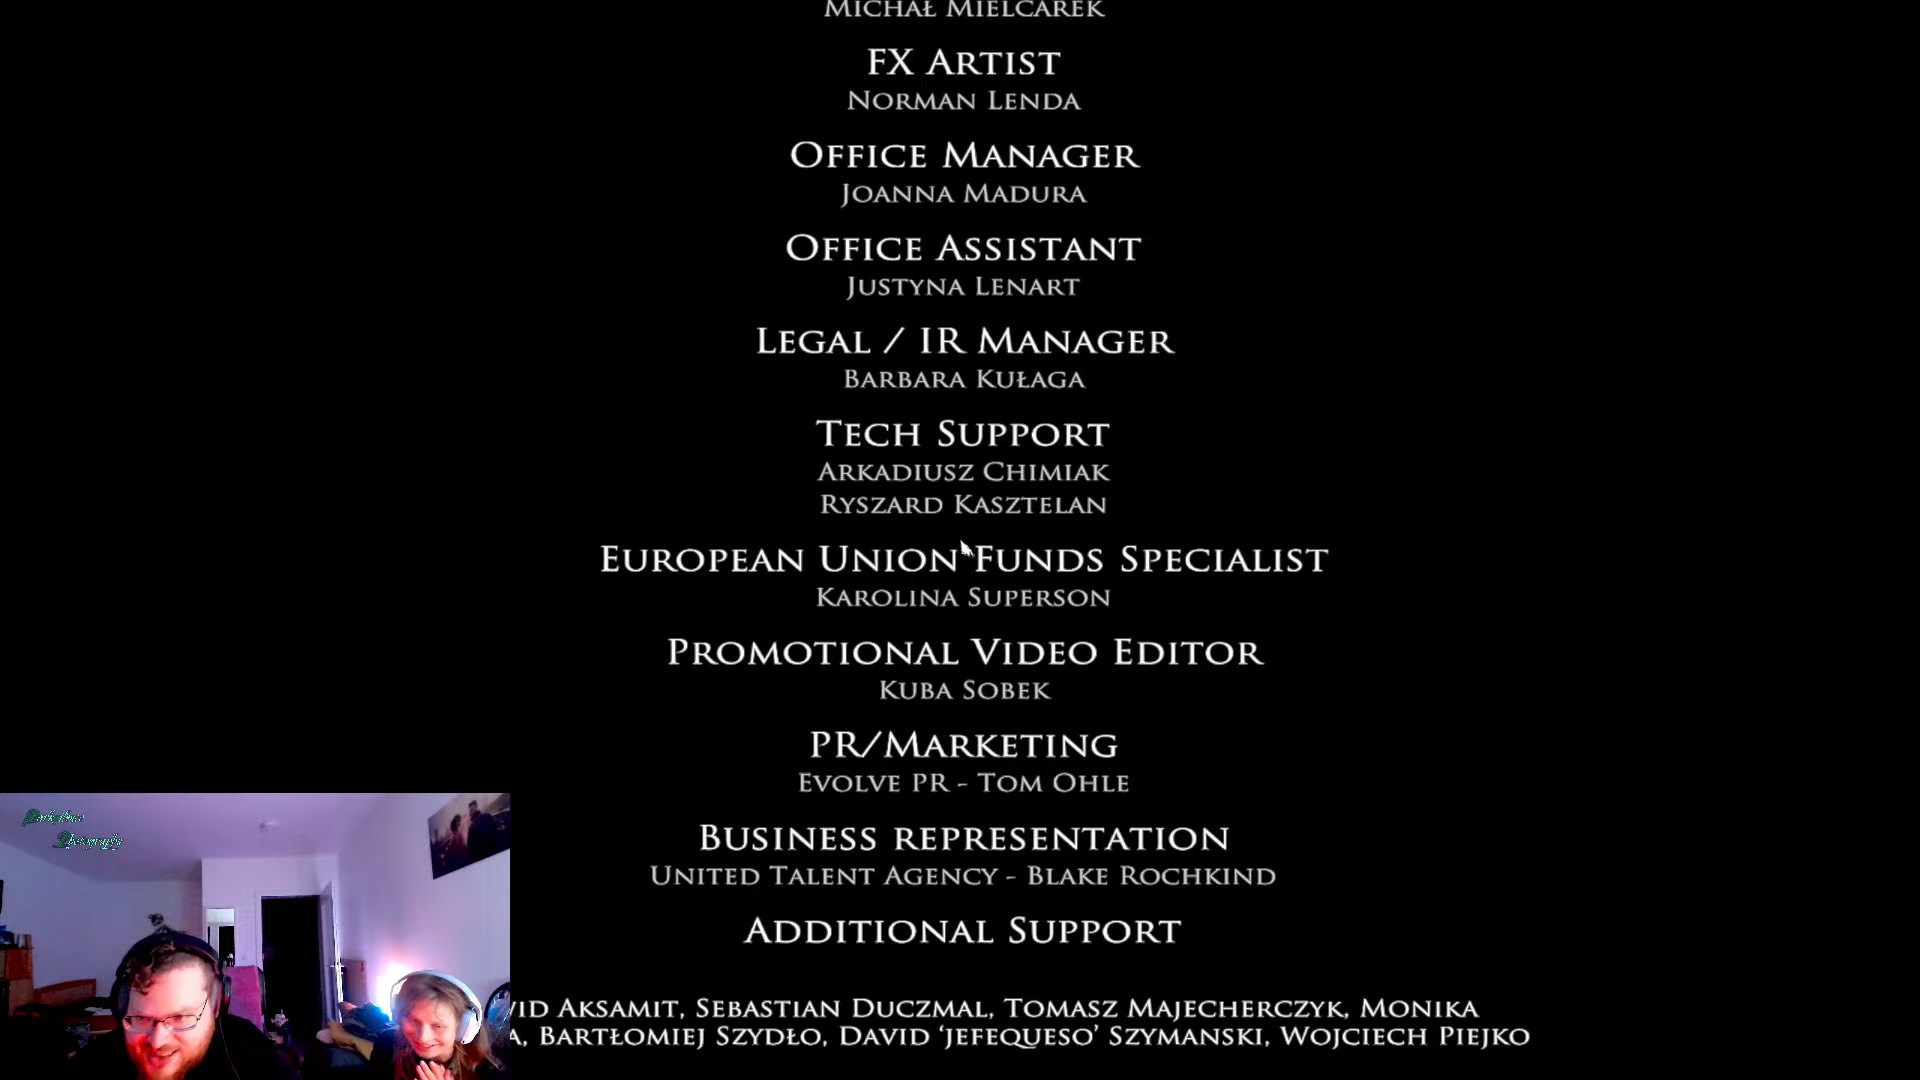 Michał Mielcarek
FX Artist
Norman Lenda
Office Manager
Joanna Madura
Office Assistant
Justyna Lenart
Legal / IR Manager
Barbara Kułaga
Tech Support
Arkadiusz Chimiak
Ryszard Kasztelan
European Union Funds Specialist
Karolina Superson
Promotional Video Editor
Kuba Sobek
PR/Marketing
Evolve PR - Tom Ohle
Business representation
United Talent Agency - Blake Rochkind
Additional Support
Aksamit, Sebastian Duczmal, Tomasz Majecherczyk, Monika
Bartłomiej Szydło, David ‘jefequeso’ Szymanski, Wojciech Piejko
Photography